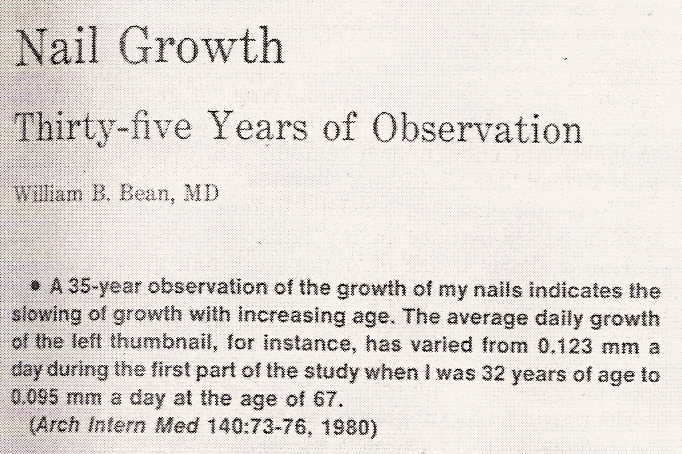 Nail Growth
Thirty-five Years of Observation
William B. Bean, MD
• A 35-year observation of the growth of my nails indicates the
slowing of growth with increasing age. The average daily growth
of the left thumbnail, for instance, has varied from 0.123 mm a
day during the first part of the study when I was 32 years of age to
0.095 mm a day at the age of 67.
(Arch Intern Med 140:73-76, 1980)